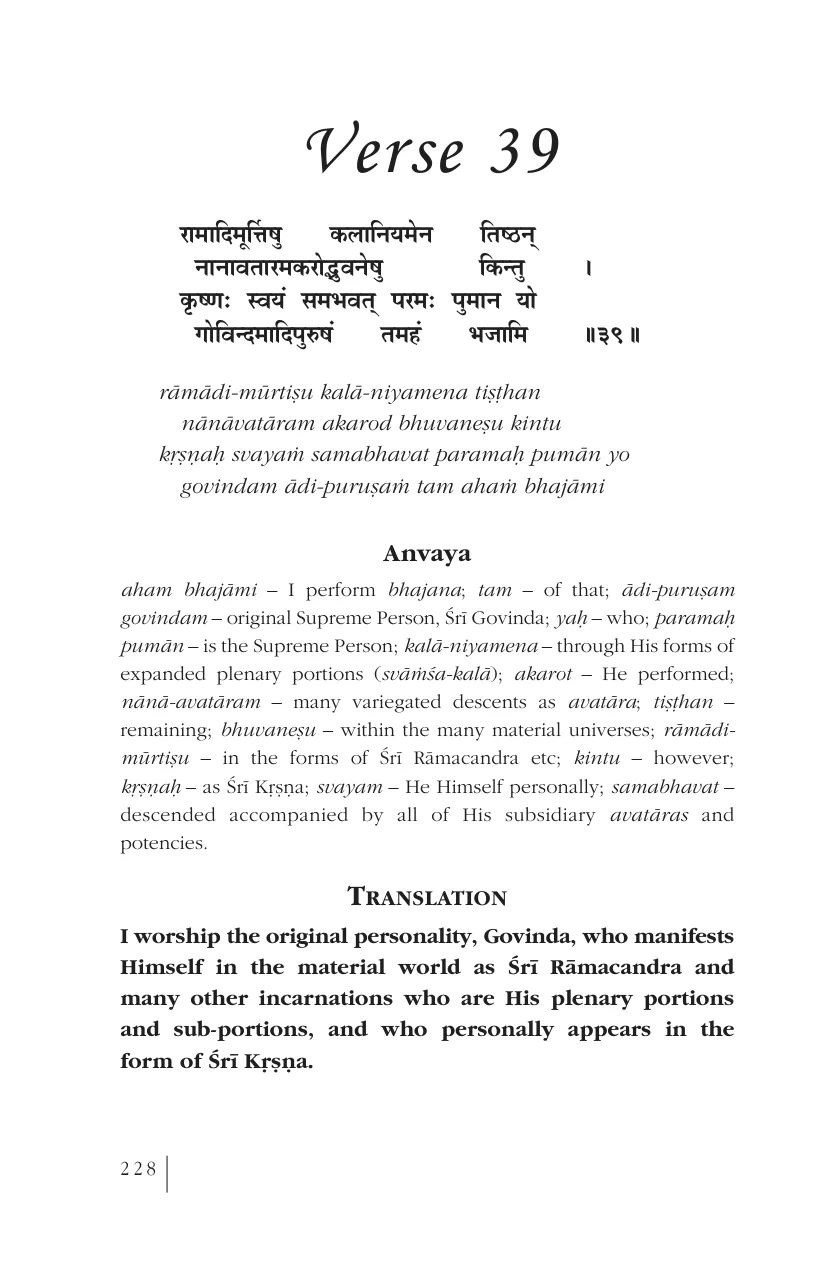 Verse 39
रामादिमूर्त्तिषु कलानियमेन तिष्ठन्
नानावतारमकरोद्भुवनेषु किन्तु ।
कृष्णः स्वयं समभवत् परमः पुमान यो
गोविन्दमादिपुरुषं तमहं भजामि ॥३९॥
rāmādi-mūrtiṣu kalā-niyamena tiṣṭhan
nānāvatāram akarod bhuvaneṣu kintu
kṛṣṇaḥ svayaṁ samabhavat paramaḥ pumān yo
govindam ādi-puruṣaṁ tam ahaṁ bhajāmi
Anvaya
aham bhajāmi – I perform bhajana; tam – of that; ādi-puruṣam
govindam – original Supreme Person, Śrī Govinda; yaḥ – who; paramaḥ
pumān – is the Supreme Person; kalā-niyamena – through His forms of
expanded plenary portions (svāṁśa-kalā); akarot – He performed;
nānā-avatāram – many variegated descents as avatāra; tiṣṭhan –
remaining; bhuvaneṣu – within the many material universes; rāmādi-
mūrtiṣu – in the forms of Śrī Rāmacandra etc; kintu – however;
kṛṣṇaḥ – as Śrī Kṛṣṇa; svayam – He Himself personally; samabhavat –
descended accompanied by all of His subsidiary avatāras and
potencies.
TRANSLATION
I worship the original personality, Govinda, who manifests
Himself in the material world as Śrī Rāmacandra and
many other incarnations who are His plenary portions
and sub-portions, and who personally appears in the
form of Śrī Kṛṣṇa.
228